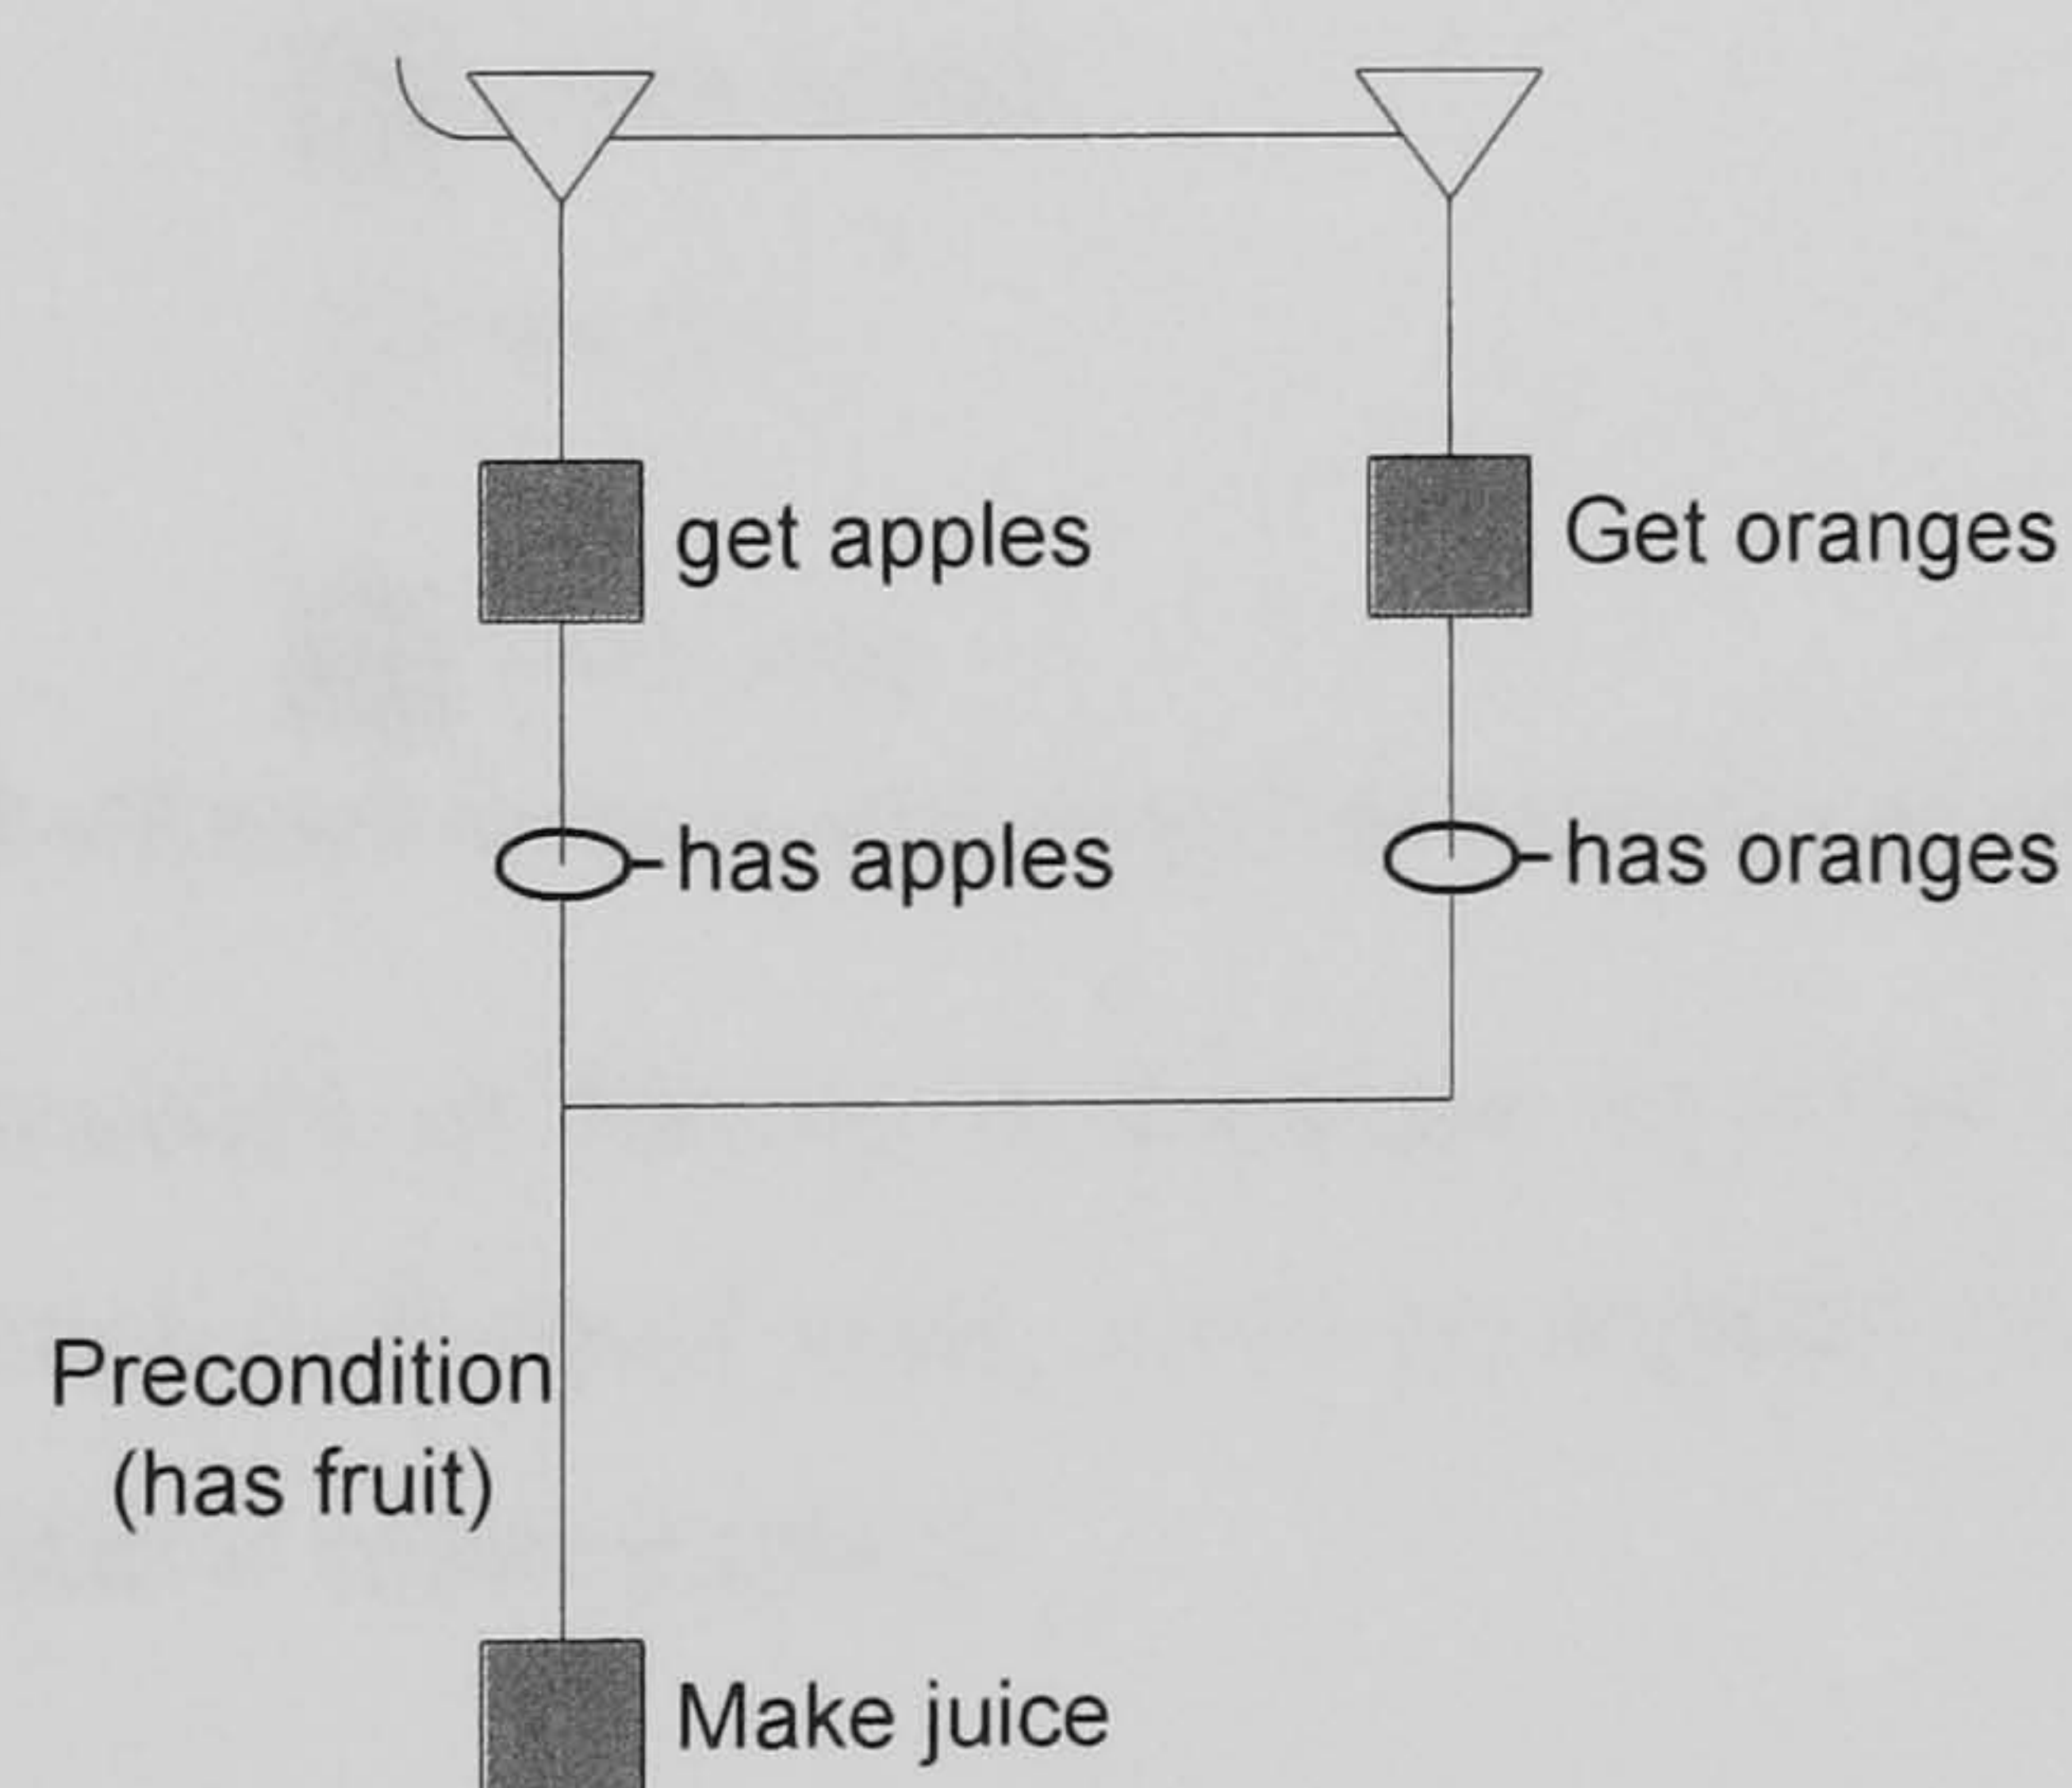 get apples
Get oranges
has apples
has oranges
Precondition
(has fruit)
Make juice